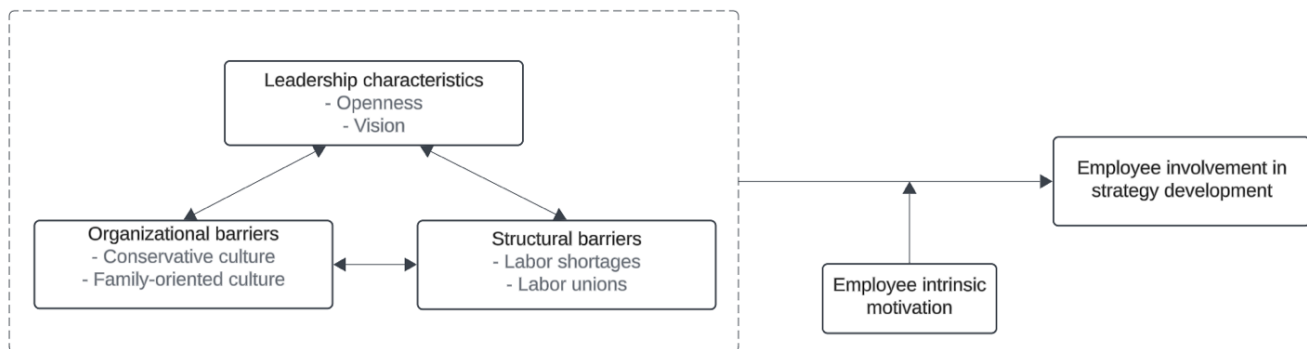 Leadership characteristics
- Openness
- Vision
Organizational barriers
- Conservative culture
- Family-oriented culture
Structural barriers
- Labor shortages
- Labor unions
Employee involvement in
strategy development
Employee intrinsic
motivation